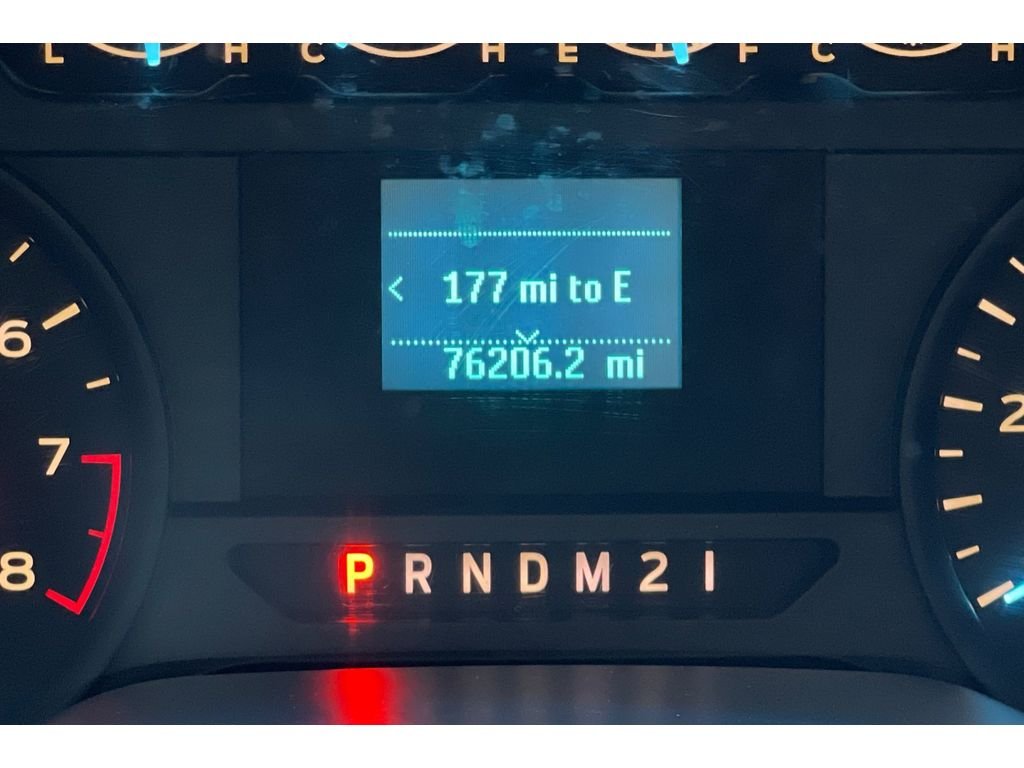 L H C H E F C H
< 177 mi to E
76206.2 mi
6
7
8
2
P R N D M 2 1